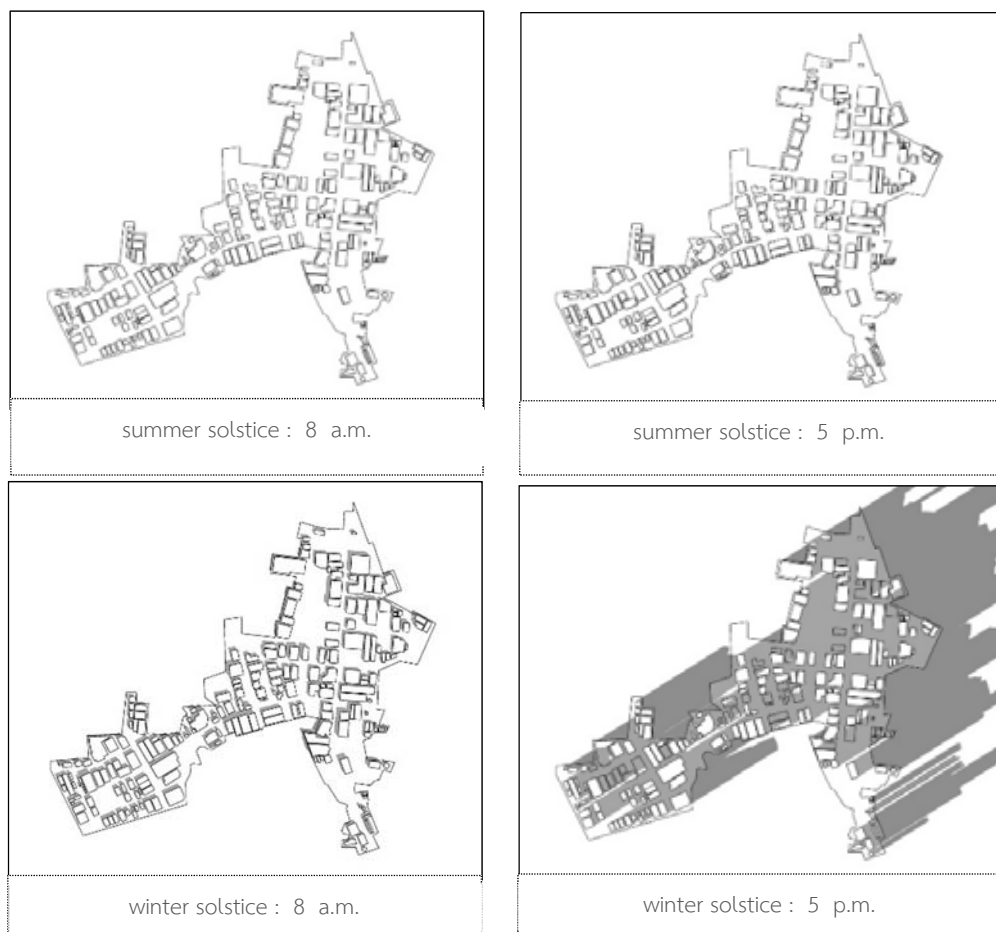 summer solstice : 8 a.m.
summer solstice : 5 p.m.
winter solstice : 8 a.m.
winter solstice : 5 p.m.